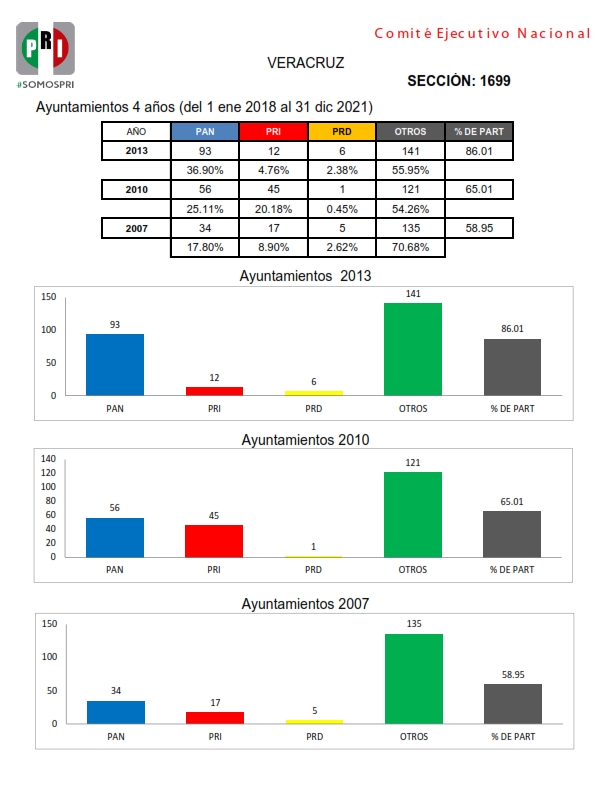 Comité Ejecutivo Nacional
PRI
#SOMOSPRI
VERACRUZ
SECCIÓN: 1699
Ayuntamientos 4 años (del 1 ene 2018 al 31 dic 2021)
AÑO PAN PRI PRD OTROS % DE PART
2013 93 12 6 141 86.01
36.90% 4.76% 2.38% 55.95%
2010 56 45 1 121 65.01
25.11% 20.18% 0.45% 54.26%
2007 34 17 5 135 58.95
17.80% 8.90% 2.62% 70.68%
Ayuntamientos 2013
150
100
50
0
93 12 6 141 86.01
PAN PRI PRD OTROS % DE PART
Ayuntamientos 2010
140
120
100
80
60
40
20
0
56 45 1 121 65.01
PAN PRI PRD OTROS % DE PART
Ayuntamientos 2007
150
100
50
0
34 17 5 135 58.95
PAN PRI PRD OTROS % DE PART